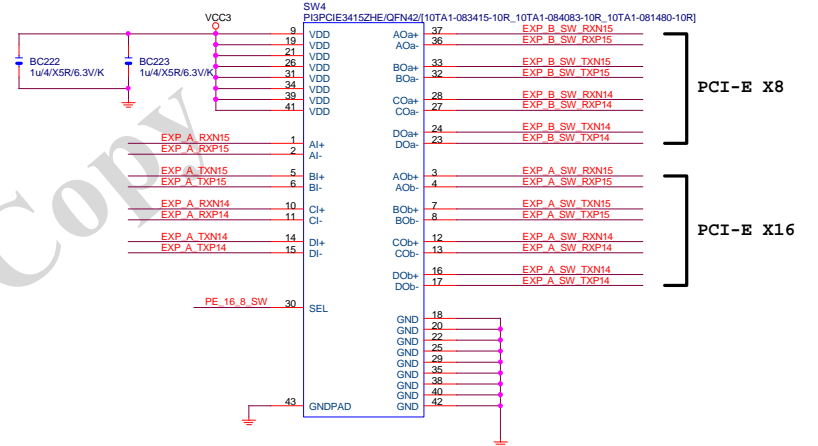 SW4
VCC3
PI3PCIE3415ZHE/QFN42/[10TA1-083415-10R_10TA1-084083-10R_10TA1-081480-10R]
BC222
1u/4/X5R/6.3V/K
BC223
1u/4/X5R/6.3V/K
9 VDD
19 VDD
21 VDD
26 VDD
31 VDD
34 VDD
39 VDD
41 VDD
EXP_A_RXN15 1 AI+
EXP_A_RXP15 2 AI-
EXP_A_TXN15 5 BI+
EXP_A_TXP15 6 BI-
EXP_A_RXN14 10 CI+
EXP_A_RXP14 11 CI-
EXP_A_TXN14 14 DI+
EXP_A_TXP14 15 DI-
PE_16_8_SW 30 SEL
43 GNDPAD
AOa+ 37 EXP_B_SW_RXN15
AOa- 36 EXP_B_SW_RXP15
BOa+ 33 EXP_B_SW_TXN15
BOa- 32 EXP_B_SW_TXP15
COa+ 28 EXP_B_SW_RXN14
COa- 27 EXP_B_SW_RXP14
DOa+ 24 EXP_B_SW_TXN14
DOa- 23 EXP_B_SW_TXP14
PCI-E X8
AOb+ 3 EXP_A_SW_RXN15
AOb- 4 EXP_A_SW_RXP15
BOb+ 7 EXP_A_SW_TXN15
BOb- 8 EXP_A_SW_TXP15
COb+ 12 EXP_A_SW_RXN14
COb- 13 EXP_A_SW_RXP14
DOb+ 16 EXP_A_SW_TXN14
DOb- 17 EXP_A_SW_TXP14
PCI-E X16
GND 18
GND 20
GND 22
GND 25
GND 29
GND 35
GND 38
GND 40
GND 42
Copy